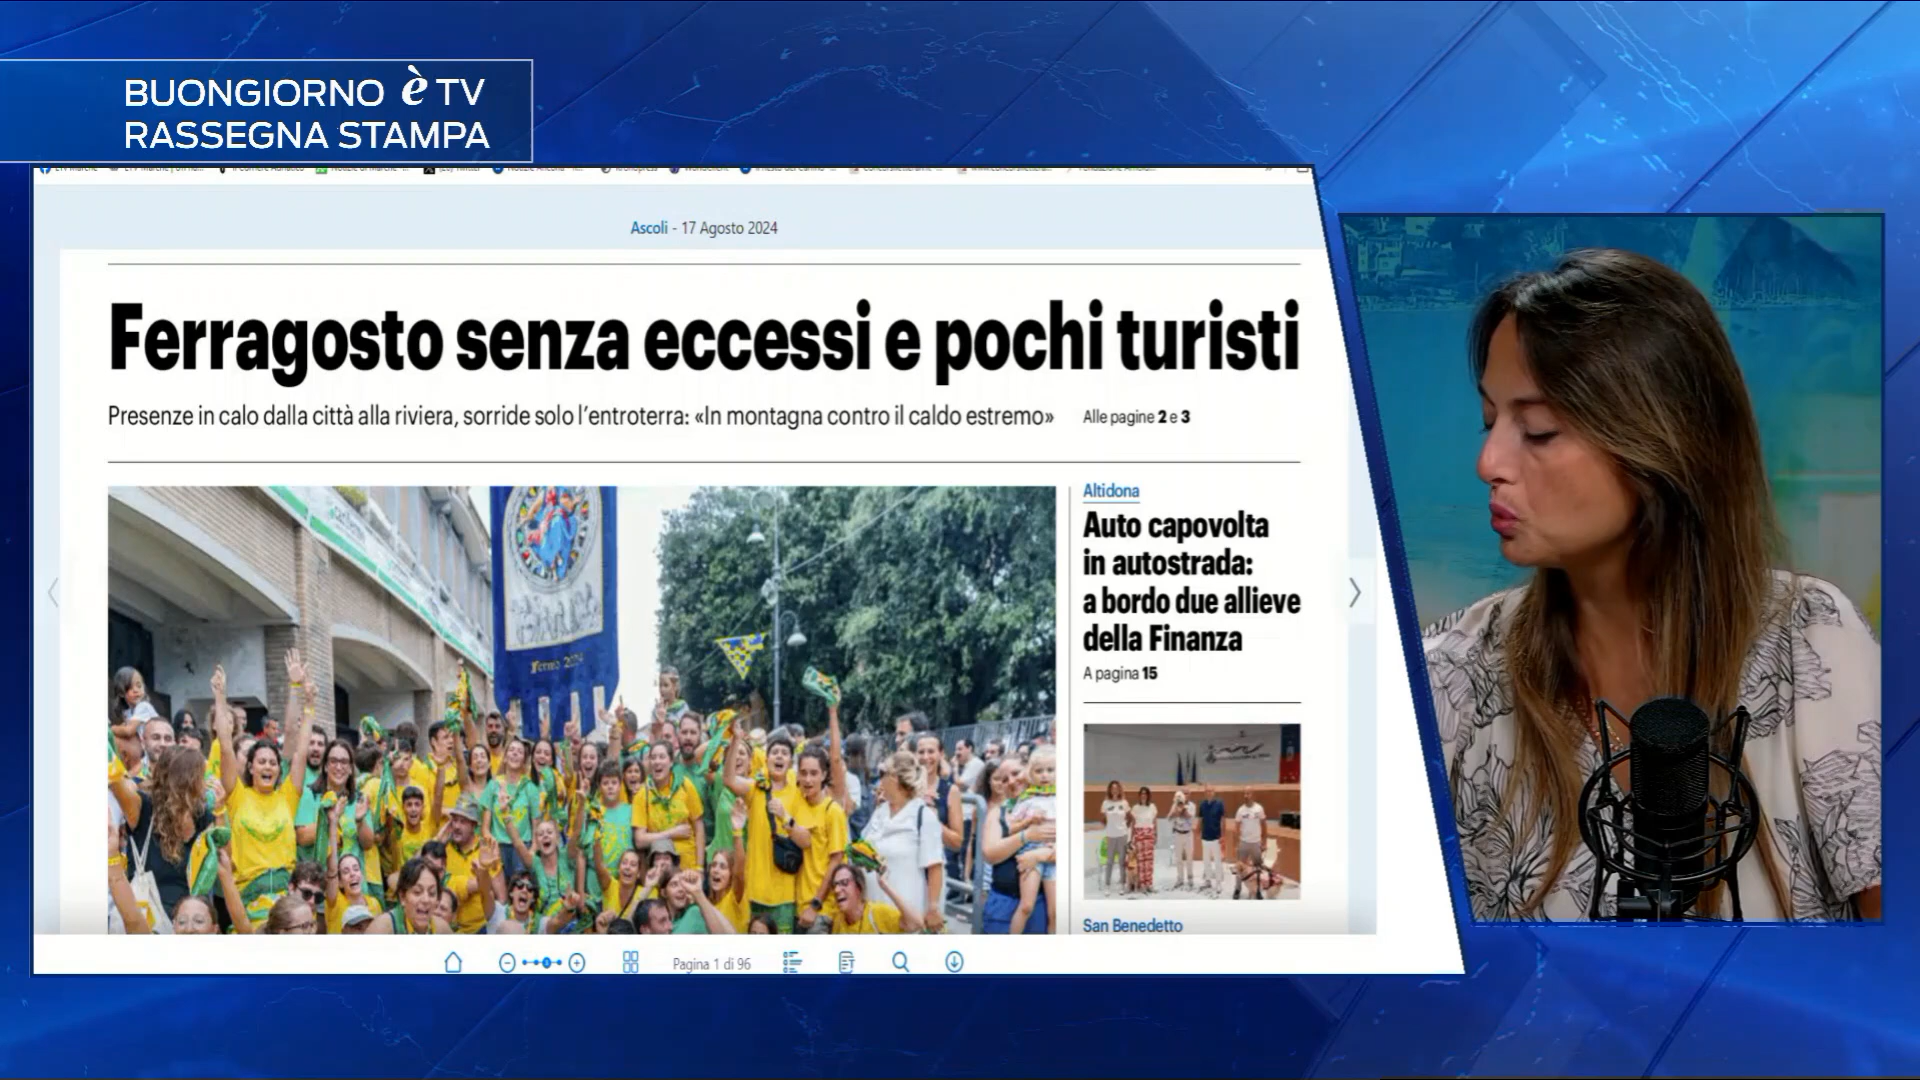 BUONGIORNO è TV
RASSEGNA STAMPA
Ascoli - 17 Agosto 2024
Ferragosto senza eccessi e pochi turisti
Presenze in calo dalla città alla riviera, sorride solo l'entroterra: «In montagna contro il caldo estremo» Alle pagine 2 e 3
Altidona
Auto capovolta
in autostrada:
a bordo due allieve
della Finanza
A pagina 15
Fermo 2024
San Benedetto
Pagina 1 di 96